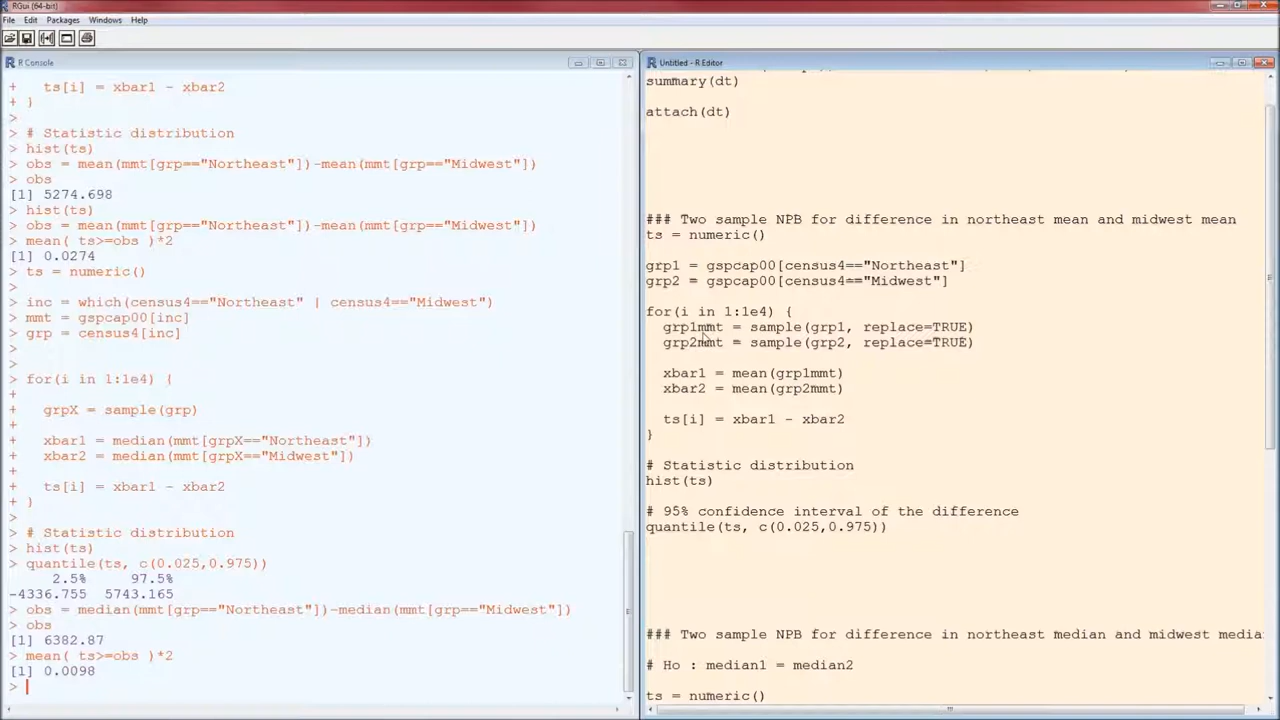 RGui (64-bit)
File Edit Packages Windows Help
R Console
+   ts[i] = xbar1 - xbar2
+ }
>
> # Statistic distribution
> hist(ts)
> obs = mean(mmt[grp=="Northeast"])-mean(mmt[grp=="Midwest"])
> obs
[1] 5274.698
> hist(ts)
> obs = mean(mmt[grp=="Northeast"])-mean(mmt[grp=="Midwest"])
> mean( ts>=obs )*2
[1] 0.0274
> ts = numeric()
>
> inc = which(census4=="Northeast" | census4=="Midwest")
> mmt = gspcap00[inc]
> grp = census4[inc]
>
>
> for(i in 1:1e4) {
+
+   grpX = sample(grp)
+
+   xbar1 = median(mmt[grpX=="Northeast"])
+   xbar2 = median(mmt[grpX=="Midwest"])
+
+   ts[i] = xbar1 - xbar2
+ }
>
> # Statistic distribution
> hist(ts)
> quantile(ts, c(0.025,0.975))
     2.5%     97.5%
-4336.755  5743.165
> obs = median(mmt[grp=="Northeast"])-median(mmt[grp=="Midwest"])
> obs
[1] 6382.87
> mean( ts>=obs )*2
[1] 0.0098
>
Untitled - R Editor
summary(dt)
attach(dt)
### Two sample NPB for difference in northeast mean and midwest mean
ts = numeric()
grp1 = gspcap00[census4=="Northeast"]
grp2 = gspcap00[census4=="Midwest"]
for(i in 1:1e4) {
  grp1mmt = sample(grp1, replace=TRUE)
  grp2mmt = sample(grp2, replace=TRUE)
  xbar1 = mean(grp1mmt)
  xbar2 = mean(grp2mmt)
  ts[i] = xbar1 - xbar2
}
# Statistic distribution
hist(ts)
# 95% confidence interval of the difference
quantile(ts, c(0.025,0.975))
### Two sample NPB for difference in northeast median and midwest media
# Ho : median1 = median2
ts = numeric()